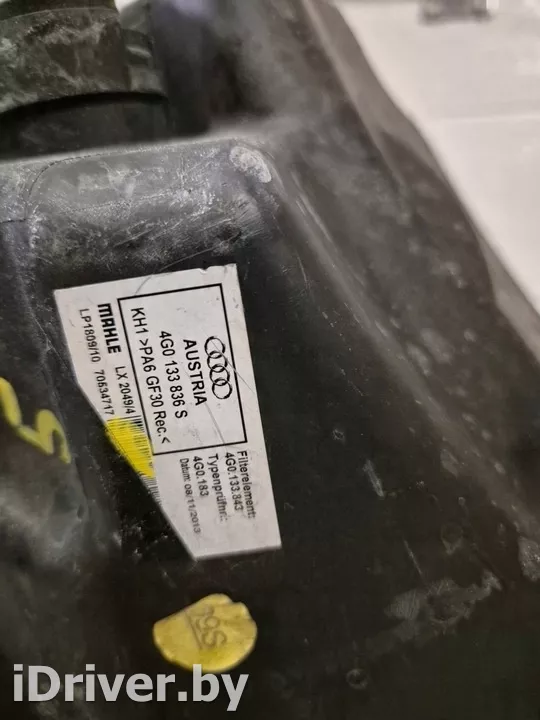 AUSTRIA
4G0 133 836 S
KH1 >PA6 GF30 Rec.<
MAHLE LX 2049/4
LP1809/10 70534717
Filterelement:
4G0.133.843
Typenprüfnr.:
4G0.183
Datum: 08/11/2013
S
29S
iDriver.by